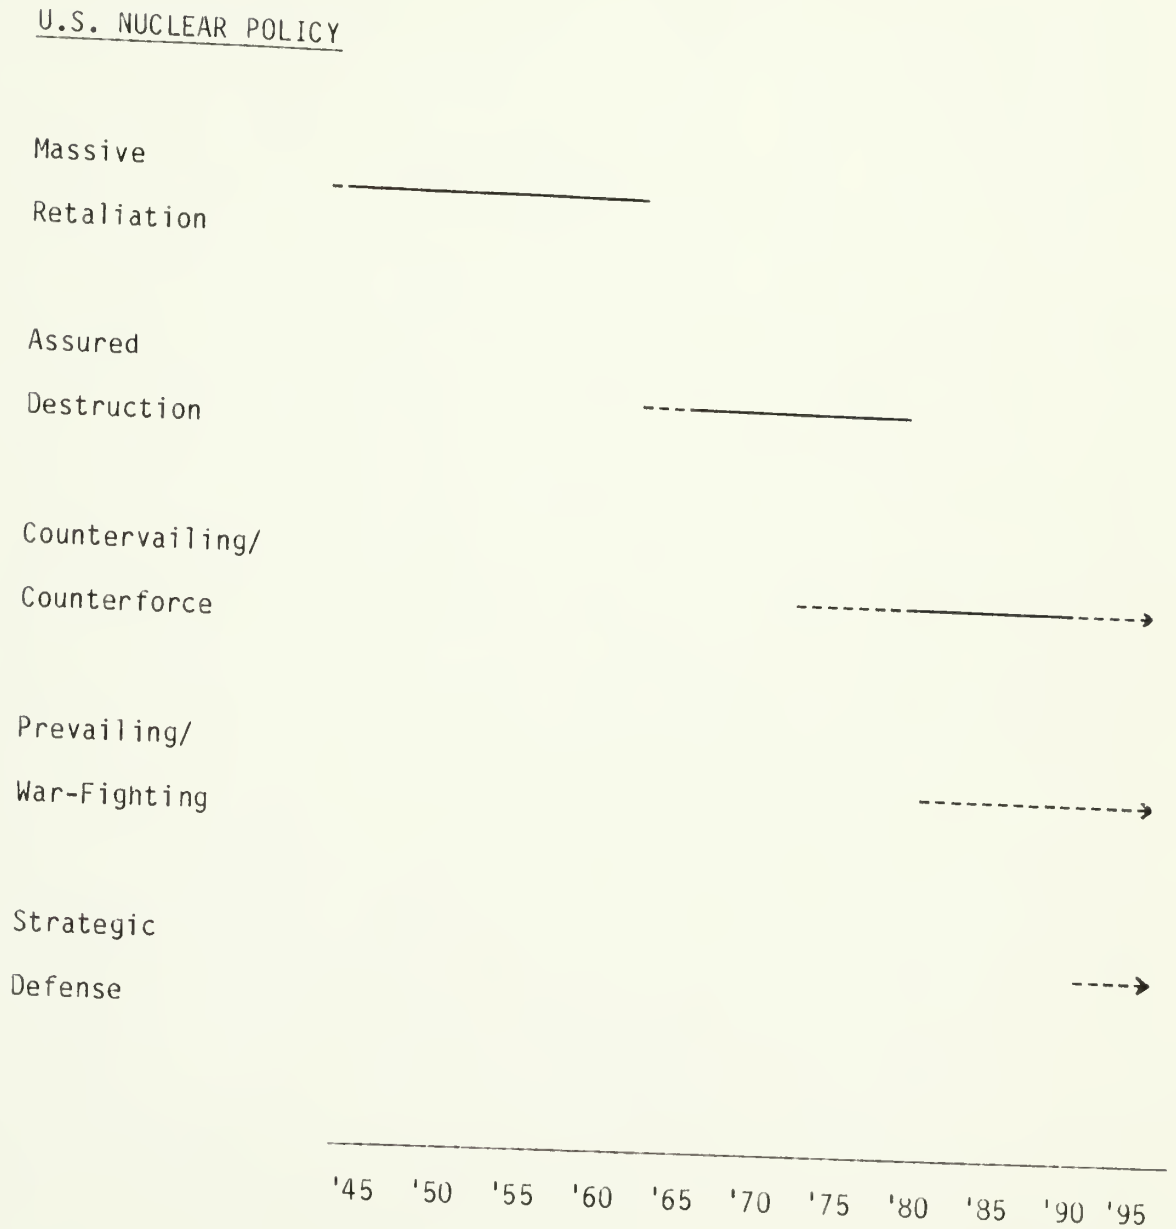 U.S. NUCLEAR POLICY
Massive
Retaliation
Assured
Destruction
Countervailing/
Counterforce
Prevailing/
War-Fighting
Strategic
Defense
'45 '50 '55 '60 '65 '70 '75 '80 '85 '90 '95